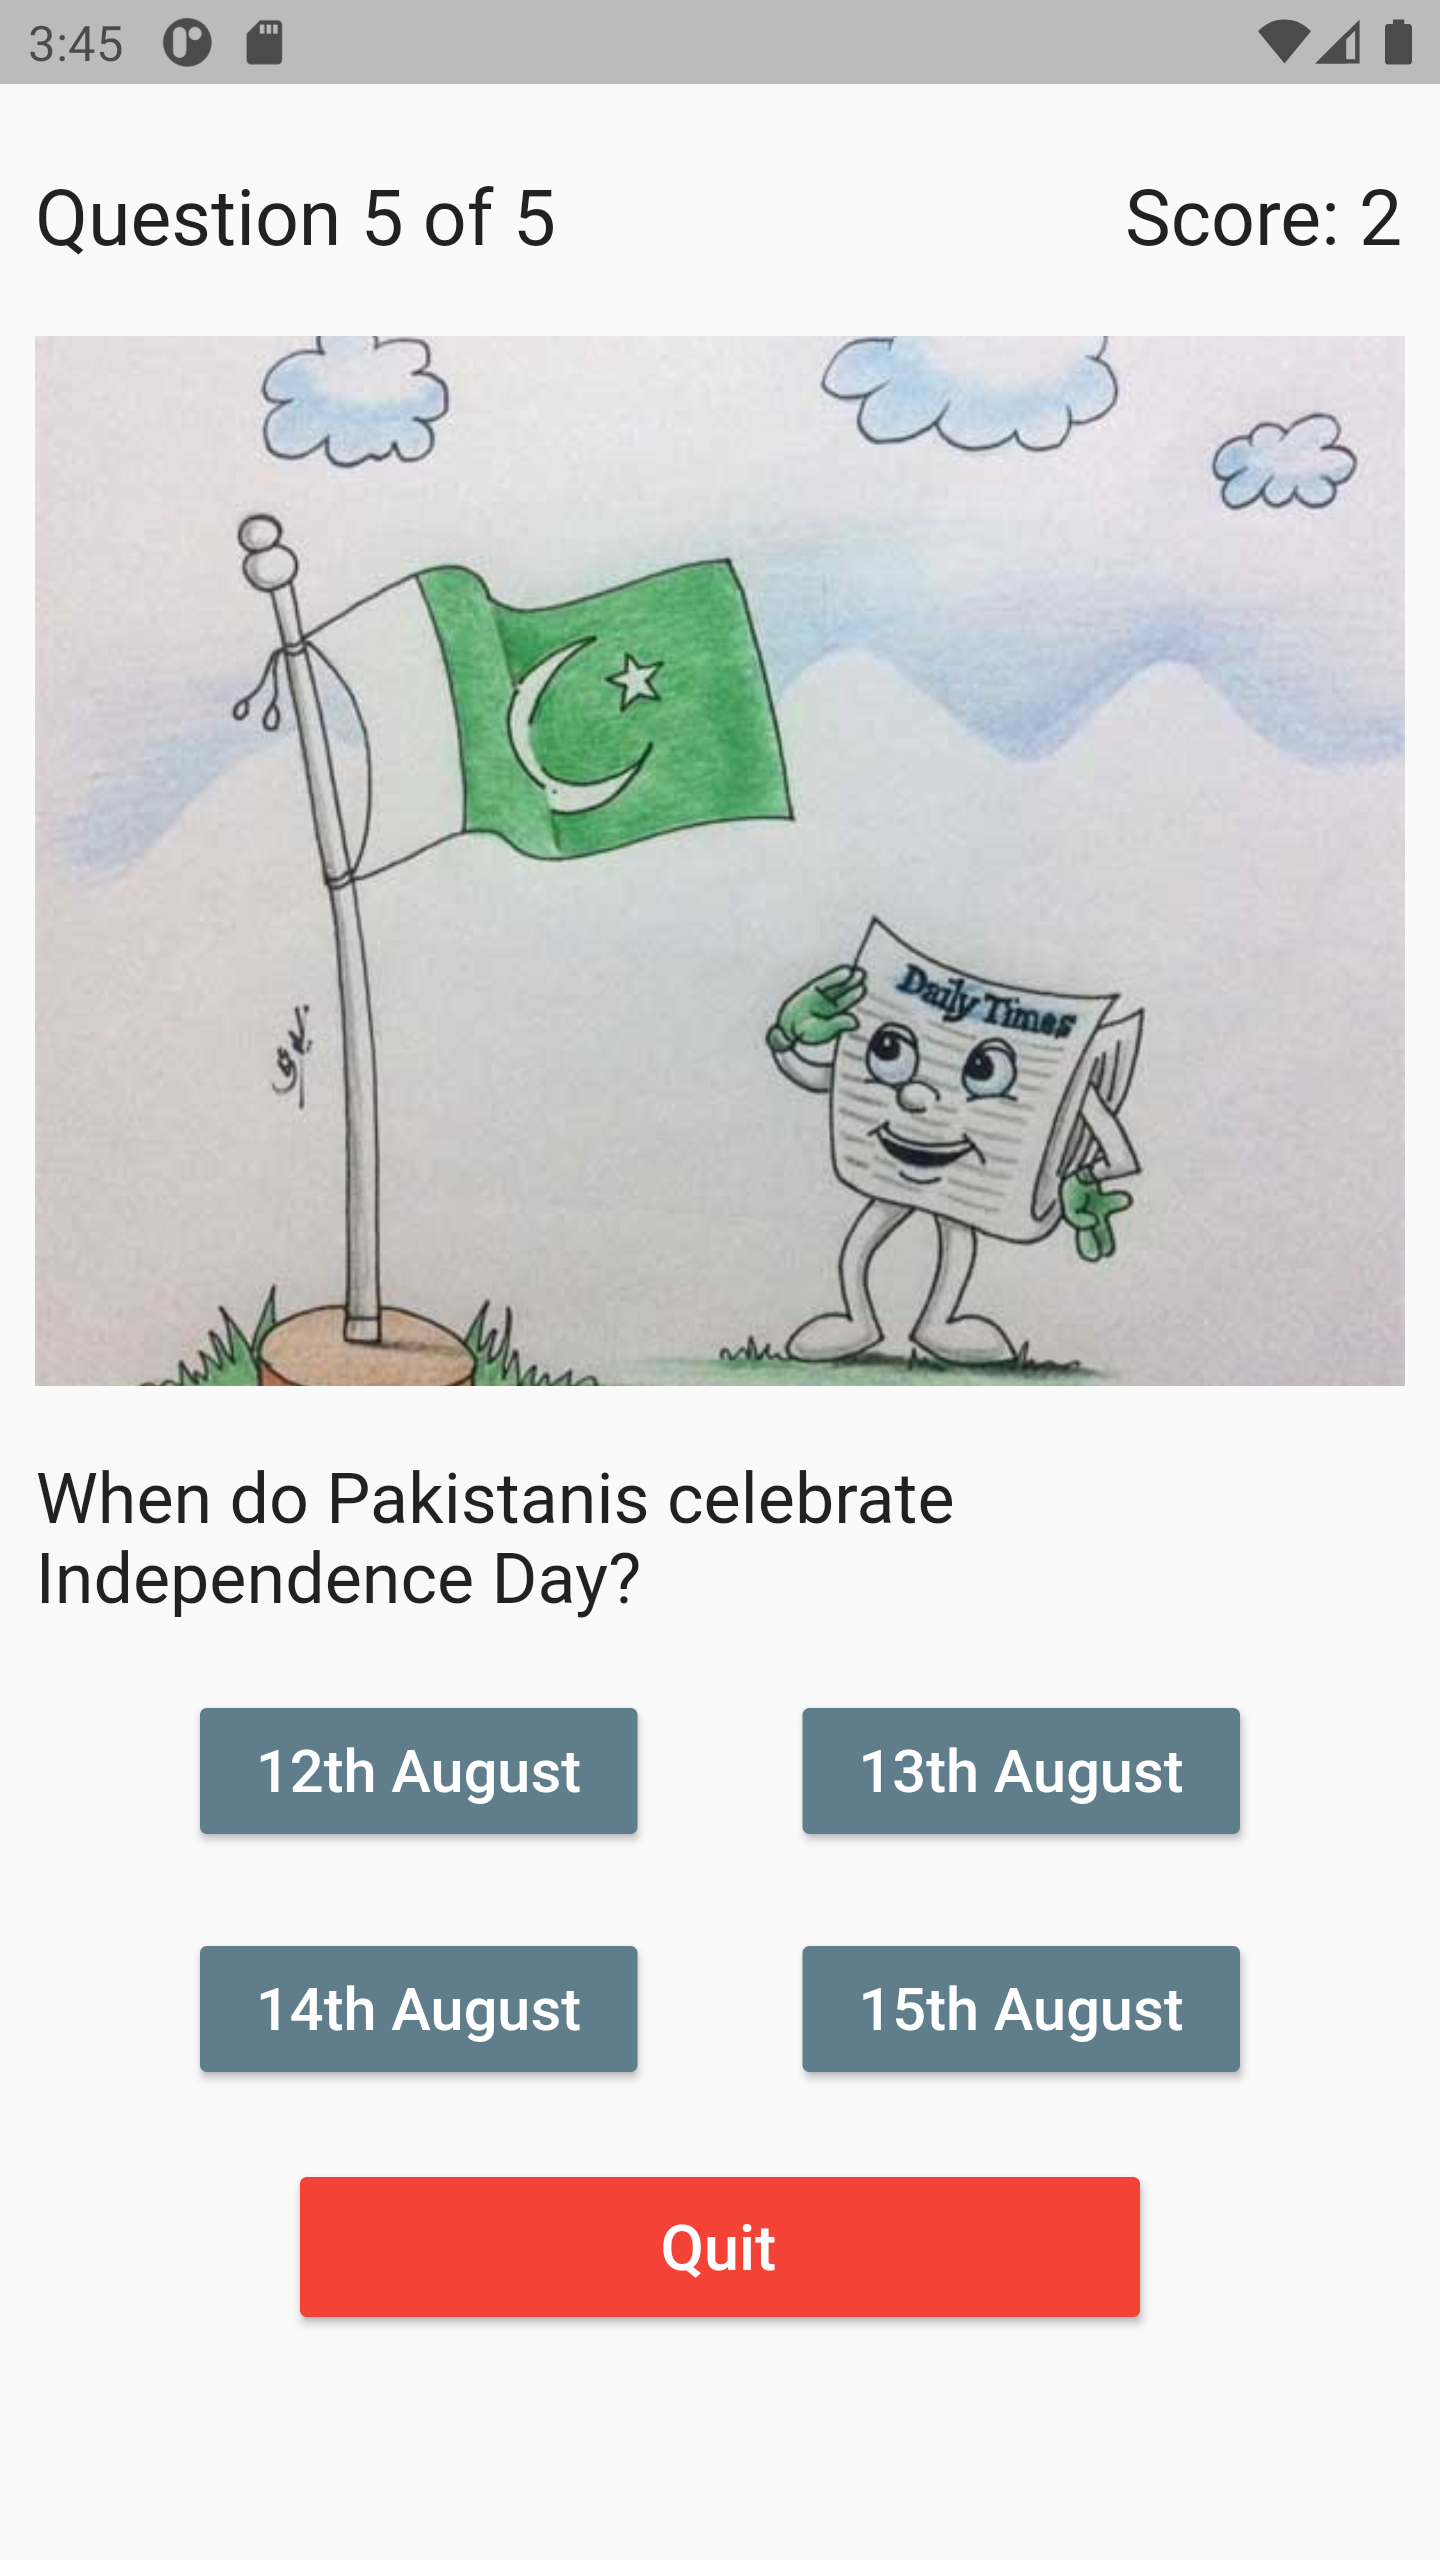 3:45
Question 5 of 5
Score: 2
Daily Times
When do Pakistanis celebrate
Independence Day?
12th August
13th August
14th August
15th August
Quit